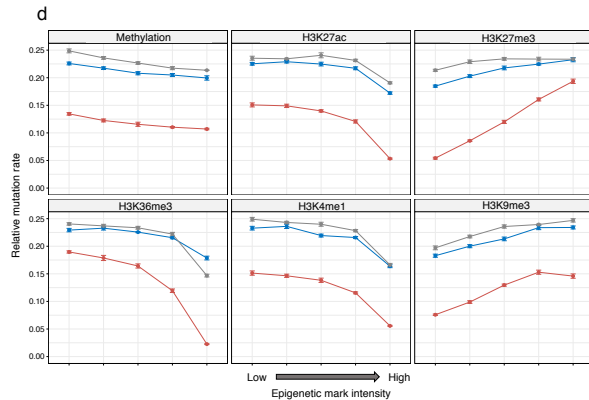 d
Methylation H3K27ac H3K27me3
0.25
0.20
0.15
0.10
0.05
0.00
H3K36me3 H3K4me1 H3K9me3
0.25
0.20
0.15
0.10
0.05
0.00
Relative mutation rate
Low High
Epigenetic mark intensity